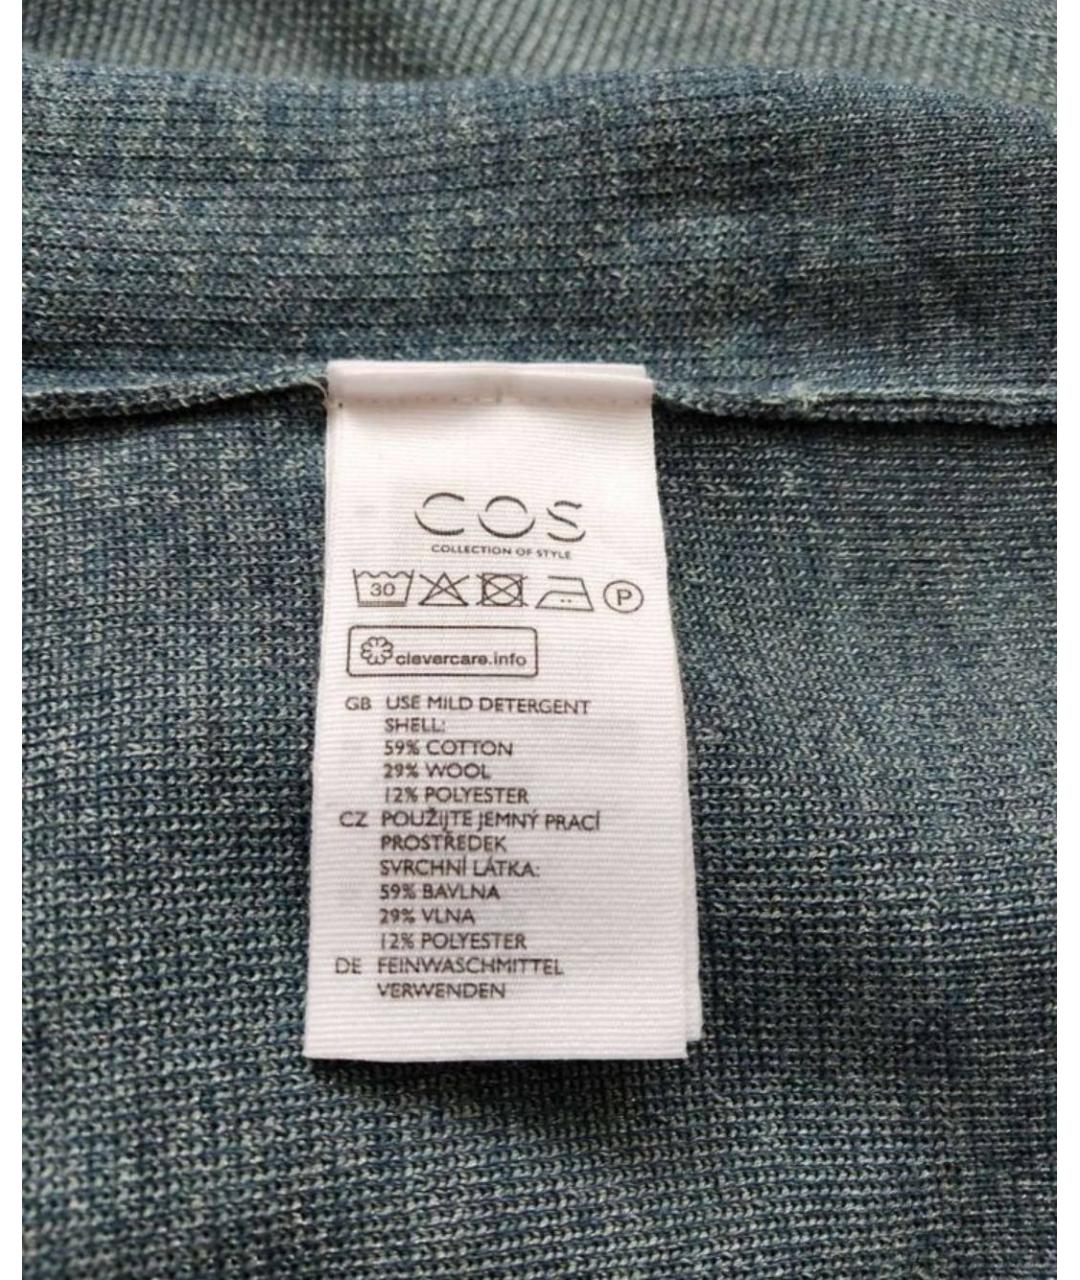 COS
COLLECTION OF STYLE
30 P
clevercare.info
GB USE MILD DETERGENT
SHELL:
59% COTTON
29% WOOL
12% POLYESTER
CZ POUŽIJTE JEMNÝ PRACÍ
PROSTŘEDEK
SVRCHNÍ LÁTKA:
59% BAVLNA
29% VLNA
12% POLYESTER
DE FEINWASCHMITTEL
VERWENDEN